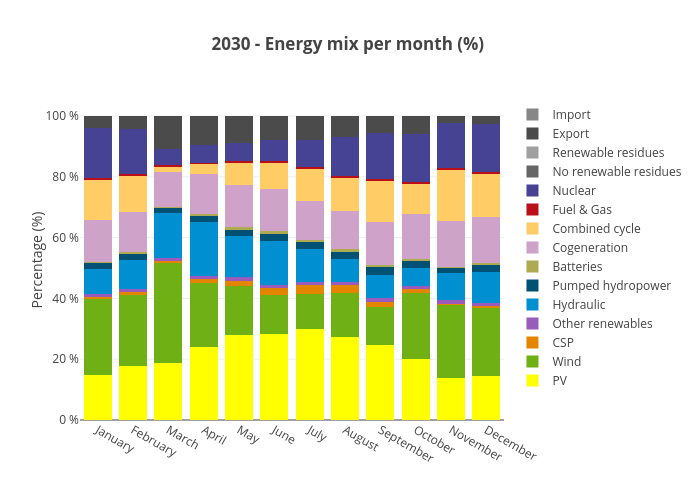 2030 - Energy mix per month (%)
Percentage (%)
100 %
80 %
60 %
40 %
20 %
0 %
January
February
March
April
May
June
July
August
September
October
November
December
Import
Export
Renewable residues
No renewable residues
Nuclear
Fuel & Gas
Combined cycle
Cogeneration
Batteries
Pumped hydropower
Hydraulic
Other renewables
CSP
Wind
PV